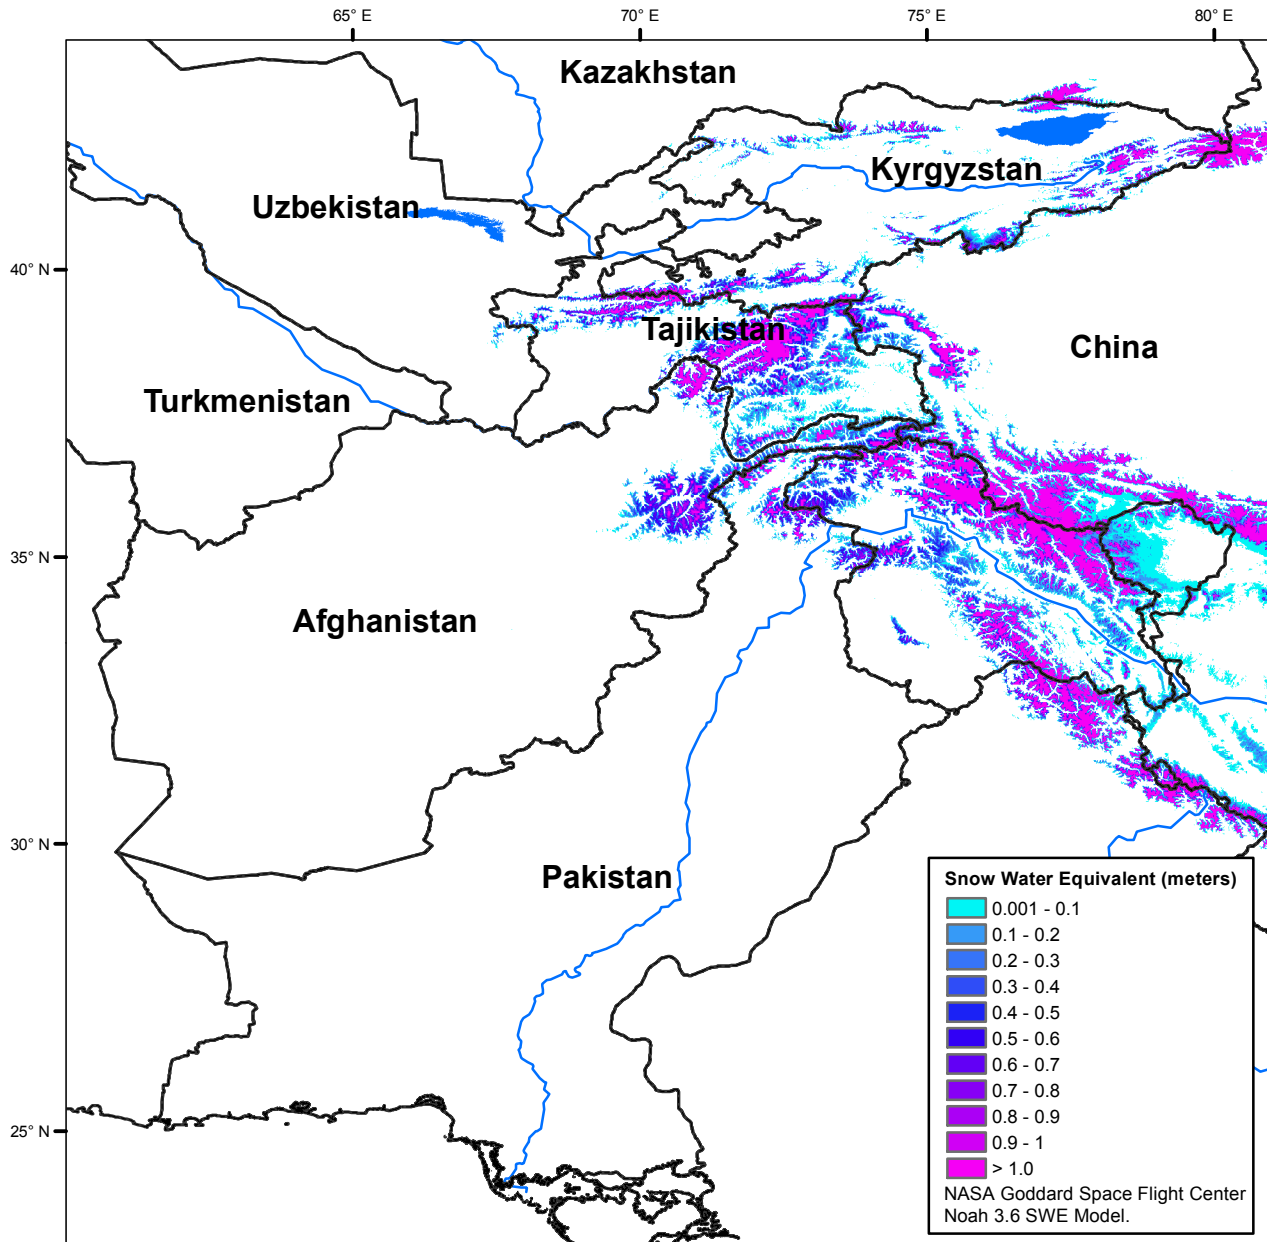 65° E
70° E
75° E
80° E
Kazakhstan
Kyrgyzstan
Uzbekistan
40° N
Tajikistan
China
Turkmenistan
35° N
Afghanistan
30° N
Pakistan
25° N
Snow Water Equivalent (meters)
0.001 - 0.1
0.1 - 0.2
0.2 - 0.3
0.3 - 0.4
0.4 - 0.5
0.5 - 0.6
0.6 - 0.7
0.7 - 0.8
0.8 - 0.9
0.9 - 1
> 1.0
NASA Goddard Space Flight Center
Noah 3.6 SWE Model.